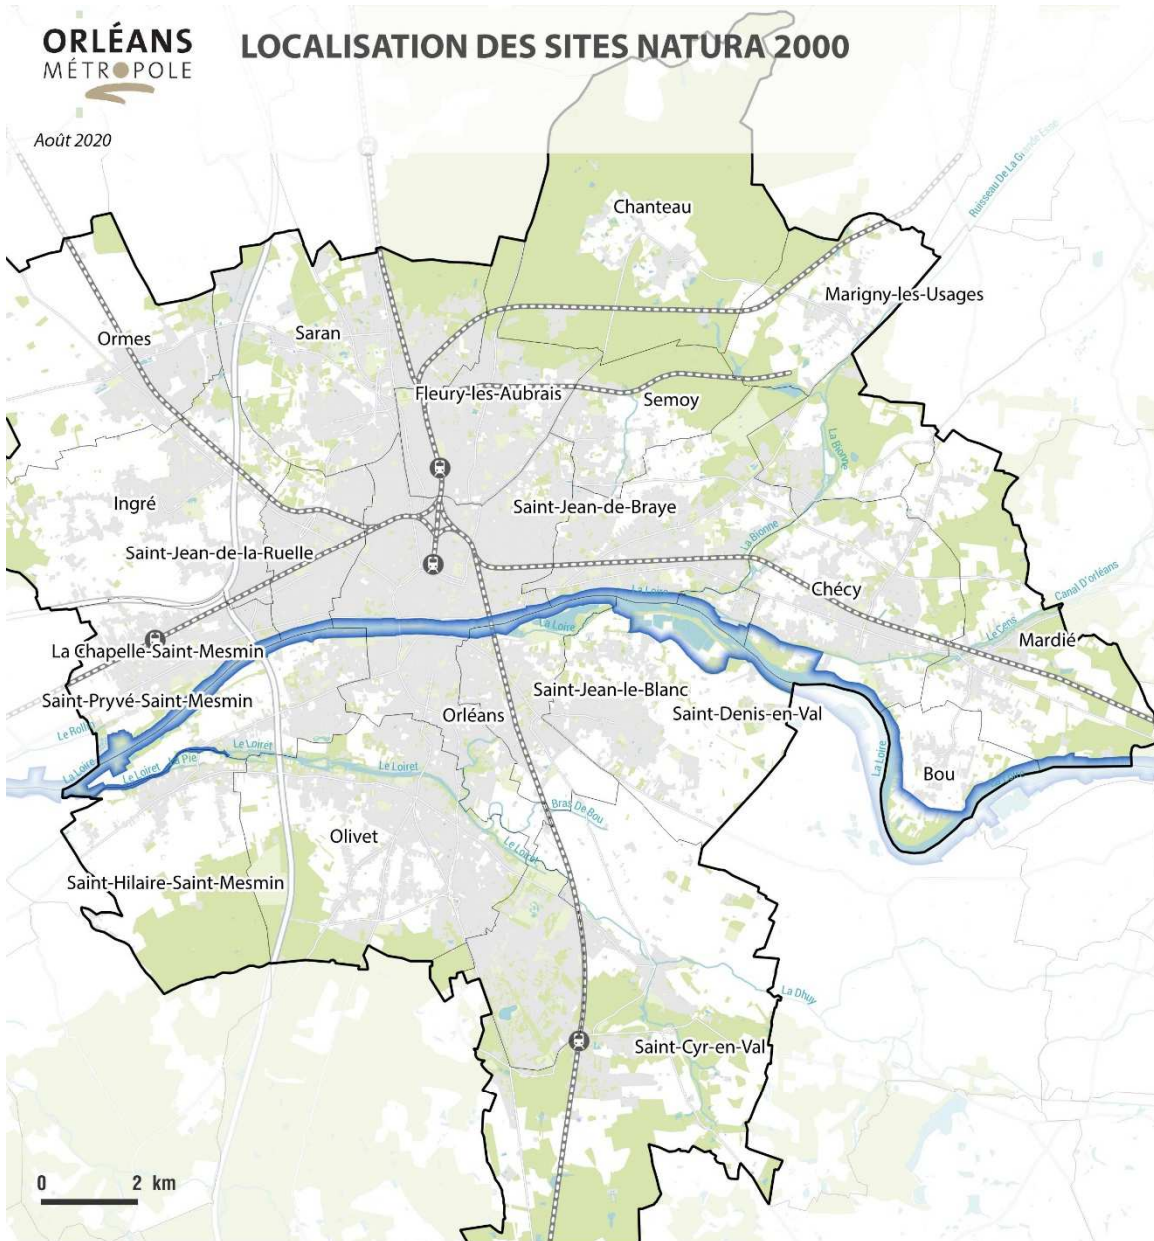 ORLÉANS
MÉTROPOLE
LOCALISATION DES SITES NATURA 2000
Août 2020
Ruisseau De La Grande Esse
Chanteau
Marigny-les-Usages
Saran
Ormes
Fleury-les-Aubrais
Semoy
La Bionne
Ingré
Saint-Jean-de-Braye
La Bionne
Saint-Jean-de-la-Ruelle
Chécy
Canal D'orléans
La Loire
La Loire
Le Cens
Mardié
La Chapelle-Saint-Mesmin
Saint-Pryvé-Saint-Mesmin
Saint-Jean-le-Blanc
Orléans
Saint-Denis-en-Val
Le Rollin
La Loire
Le Loiret
La Pie
Le Loiret
Le Loiret
La Loire
Bou
Bras De Bou
Olivet
Le Loiret
Saint-Hilaire-Saint-Mesmin
La Dhuy
Saint-Cyr-en-Val
0 2 km